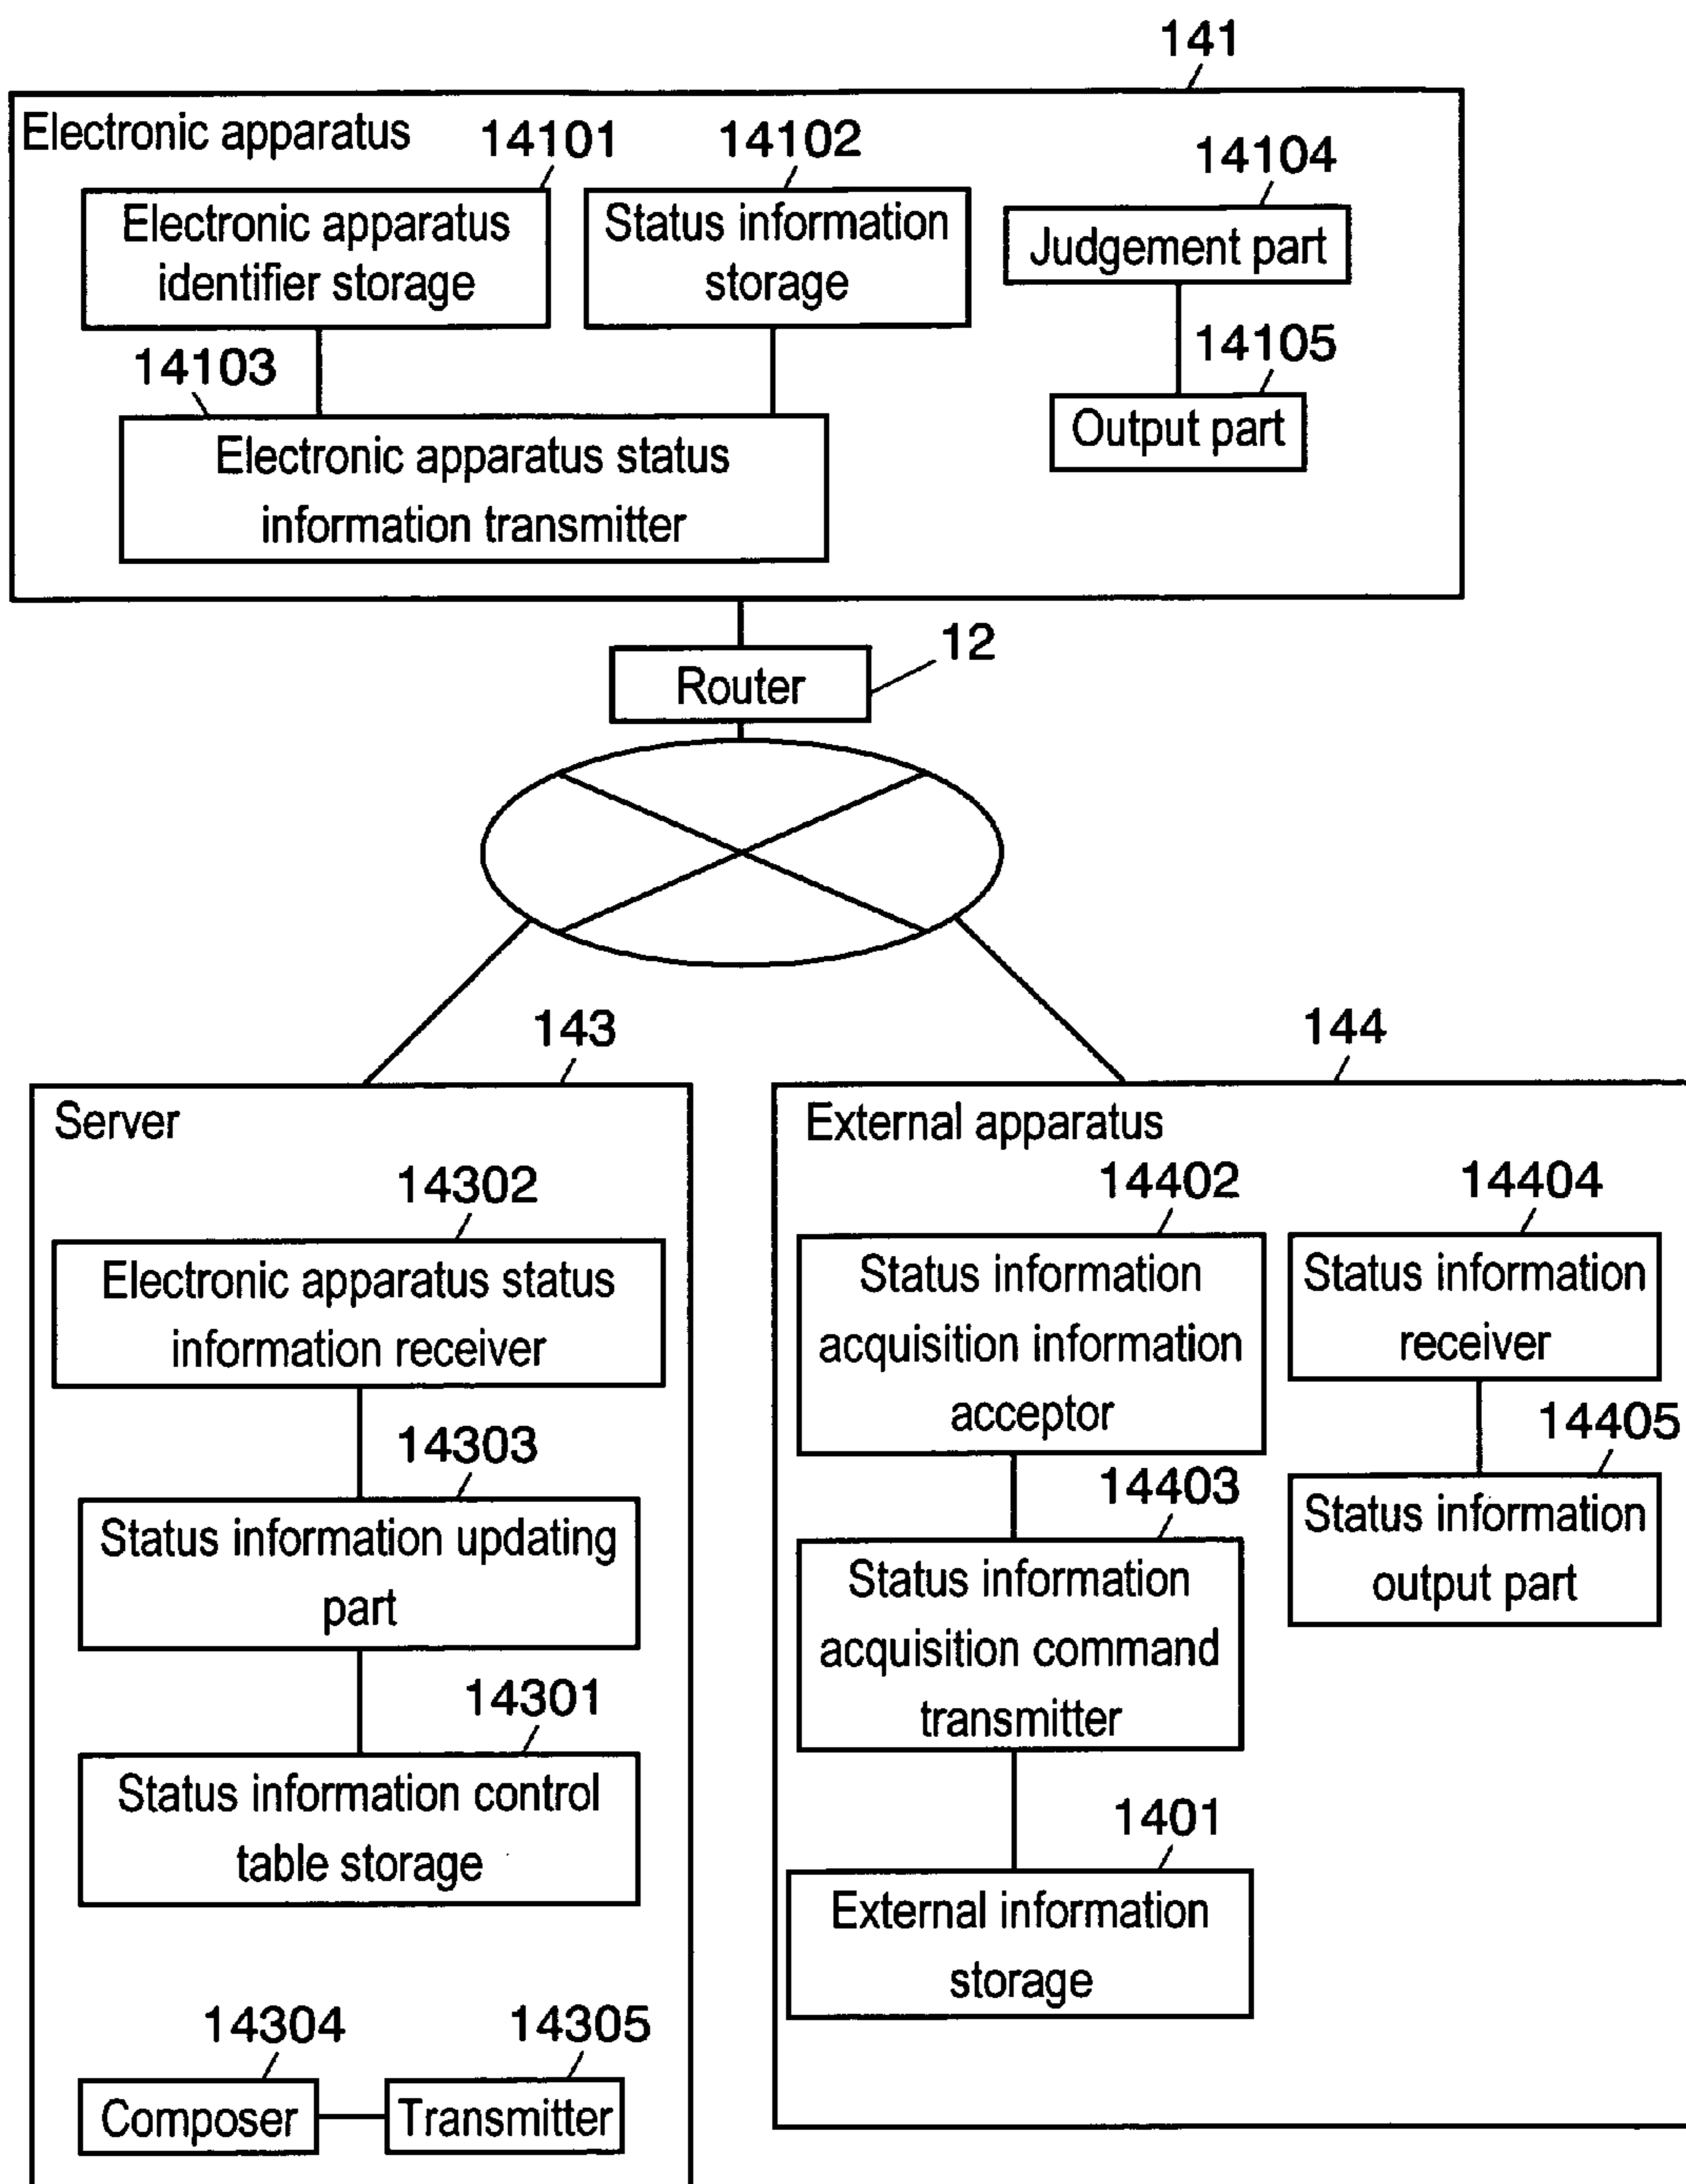 141
Electronic apparatus
14101
14102
14104
Electronic apparatus
identifier storage
Status information
storage
Judgement part
14103
14105
Electronic apparatus status
information transmitter
Output part
12
Router
143
144
Server
External apparatus
14302
14402
14404
Electronic apparatus status
information receiver
Status information
acquisition information
acceptor
Status information
receiver
14303
14403
14405
Status information updating
part
Status information
acquisition command
transmitter
Status information
output part
14301
Status information control
table storage
1401
External information
storage
14304
14305
Composer
Transmitter